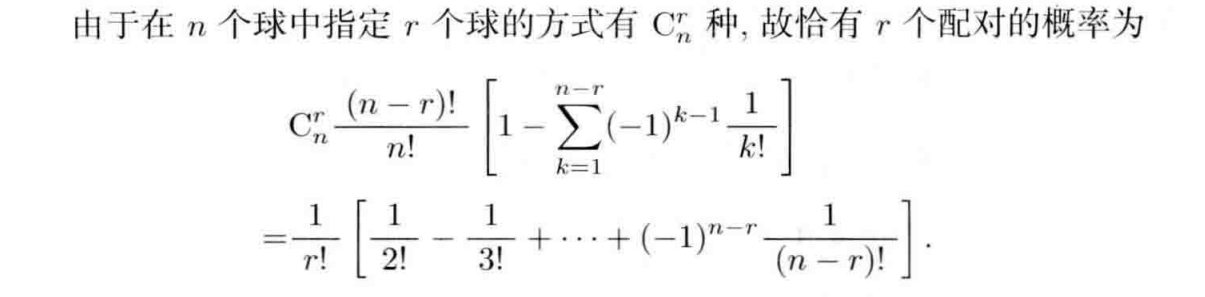 由于在 n 个球中指定 r 个球的方式有 C_n^r 种, 故恰有 r 个配对的概率为
C_n^r \frac{(n-r)!}{n!} \left[ 1 - \sum_{k=1}^{n-r} (-1)^{k-1} \frac{1}{k!} \right]
= \frac{1}{r!} \left[ \frac{1}{2!} - \frac{1}{3!} + \cdots + (-1)^{n-r} \frac{1}{(n-r)!} \right].